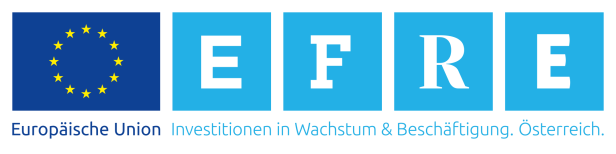 EFRE
Europäische Union Investitionen in Wachstum & Beschäftigung. Österreich.